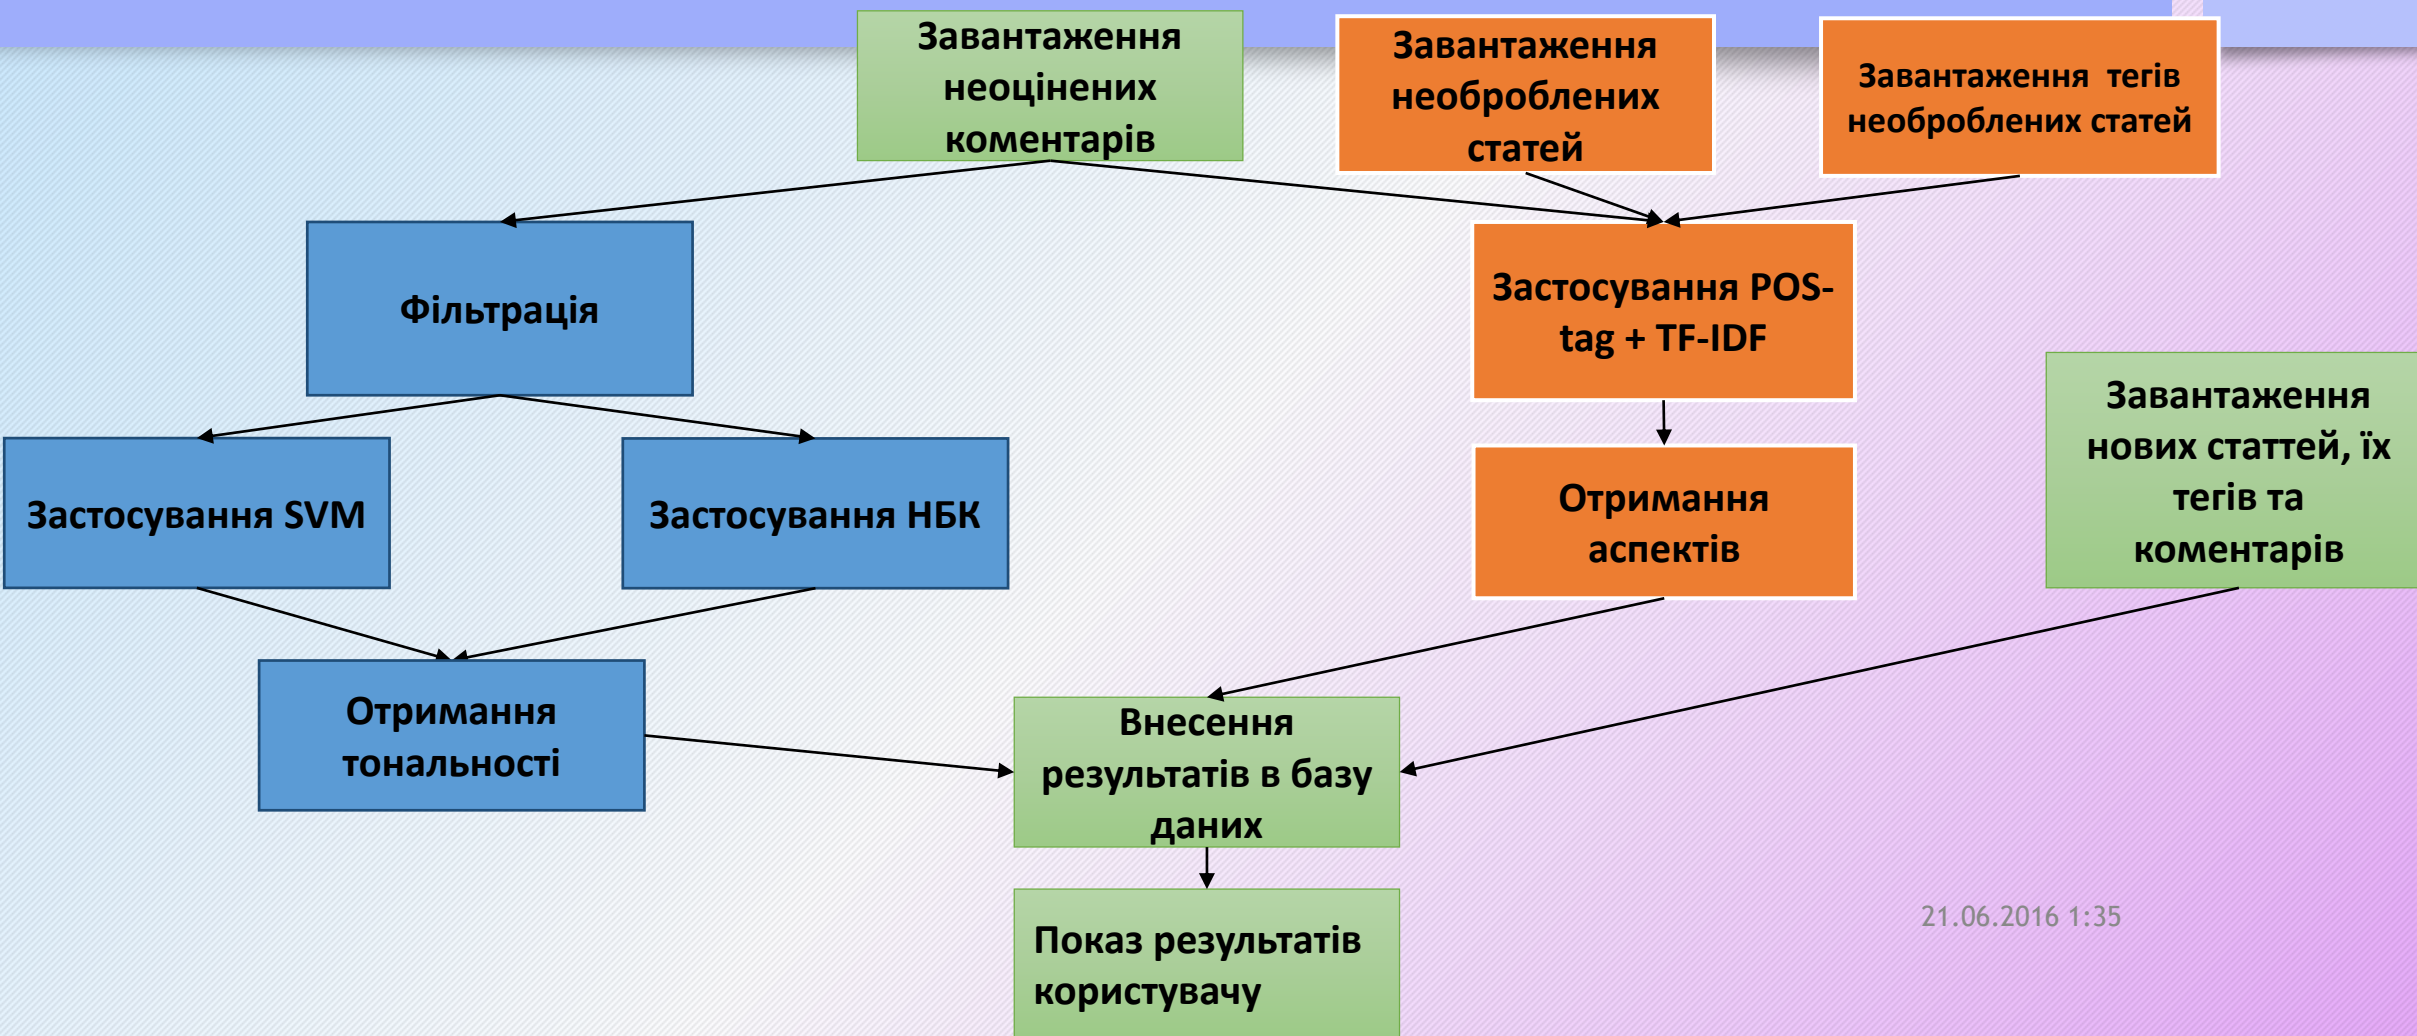 Завантаження
неоцінених
коментарів
Завантаження
необроблених
статей
Завантаження тегів
необроблених статей
Фільтрація
Застосування POS-
tag + TF-IDF
Завантаження
нових статтей, їх
тегів та
коментарів
Застосування SVM
Застосування НБК
Отримання
аспектів
Отримання
тональності
Внесення
результатів в базу
даних
Показ результатів
користувачу
21.06.2016 1:35